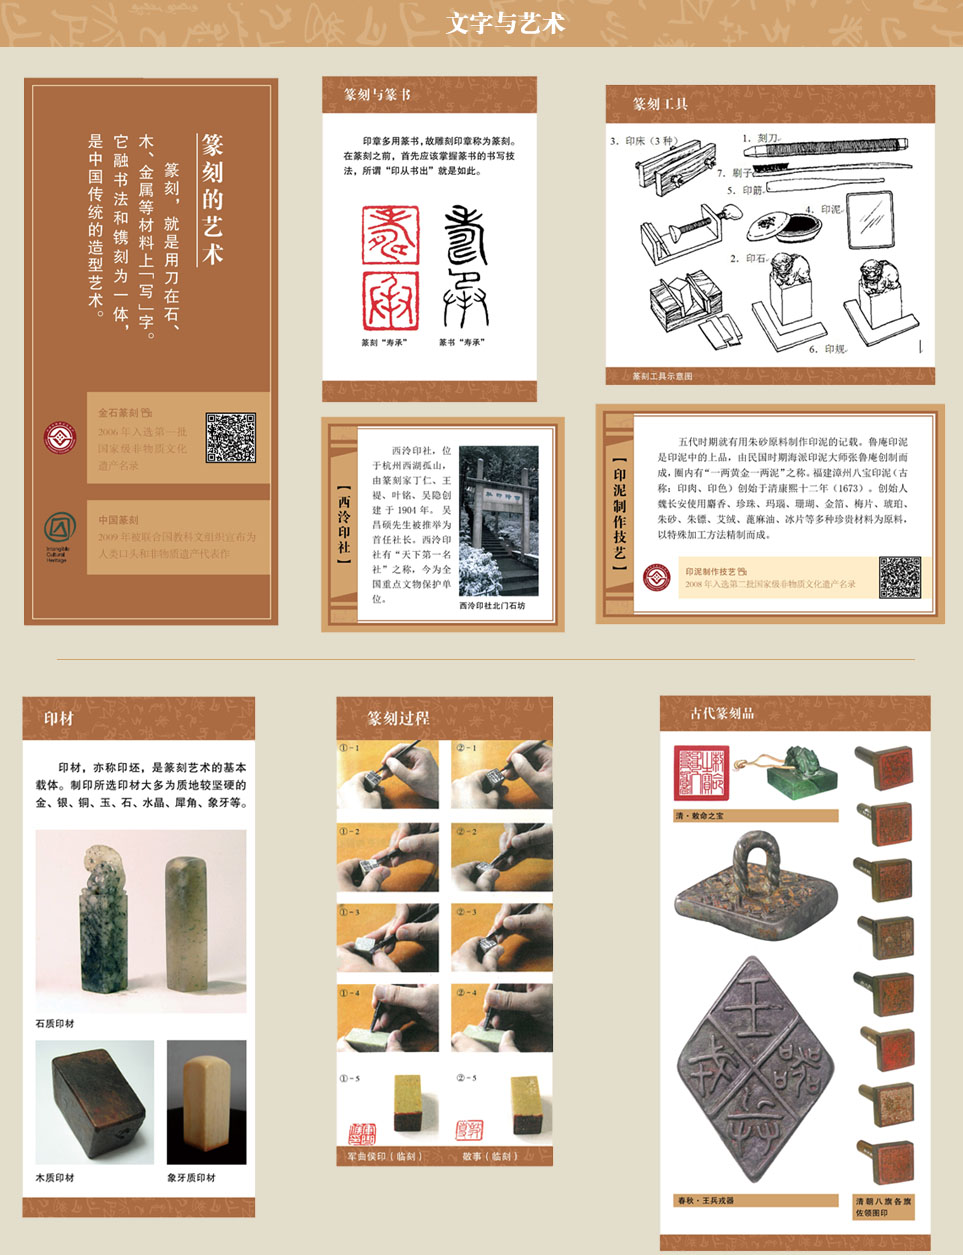 文字与艺术
篆刻的艺术
篆刻，就是用刀在石、
木、金属等材料上「写」字。
它融书法和镌刻为一体，
是中国传统的造型艺术。
金石篆刻
2006年入选第一批
国家级非物质文化
遗产名录
Intangible
Cultural
Heritage
中国篆刻
2009年被联合国教科文组织宣布为
人类口头和非物质遗产代表作
篆刻与篆书
印章多用篆书，故雕刻印章称为篆刻。
在篆刻之前，首先应该掌握篆书的书写技
法，所谓“印从书出”就是如此。
篆刻“寿承”
篆书“寿承”
篆刻工具
3．印床（3种）
1．刻刀
7．刷子
5．印筋
4．印泥
2．印石
6．印规
篆刻工具示意图
【西泠印社】
西泠印社，位
于杭州西湖孤山，
由篆刻家丁仁、王
禔、叶铭、吴隐创
建于1904年。吴
昌硕先生被推举为
首任社长。西泠印
社有“天下第一名
社”之称，今为全
国重点文物保护单
位。
西泠印社北门石坊
【印泥制作技艺】
五代时期就有用朱砂原料制作印泥的记载。鲁庵印泥
是印泥中的上品，由民国时期海派印泥大师张鲁庵创制而
成，圈内有“一两黄金一两泥”之称。福建漳州八宝印泥（古
称：印肉、印色）创始于清康熙十二年（1673）。创始人
魏长安使用麝香、珍珠、玛瑙、珊瑚、金箔、梅片、琥珀、
朱砂、朱镖、艾绒、蓖麻油、冰片等多种珍贵材料为原料，
以特殊加工方法精制而成。
印泥制作技艺
2008年入选第二批国家级非物质文化遗产名录
印材
印材，亦称印坯，是篆刻艺术的基本
载体。制印所选印材大多为质地较坚硬的
金、银、铜、玉、石、水晶、犀角、象牙等。
石质印材
木质印材
象牙质印材
篆刻过程
①-1
②-1
①-2
②-2
①-3
②-3
①-4
②-4
①-5
②-5
军曲侯印（临刻）
敬事（临刻）
古代篆刻品
清·敕命之宝
春秋·王兵戎器
清朝八旗各旗
佐领图印